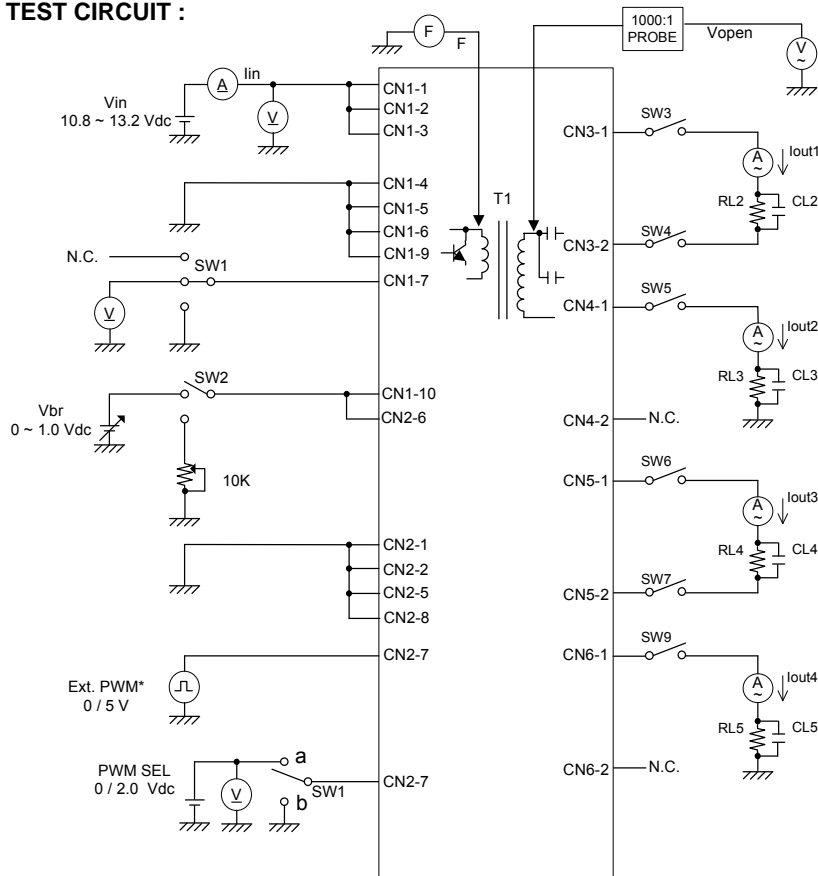 TEST CIRCUIT :
1000:1
PROBE
Vopen
F
F
V
~
A
Iin
Vin
10.8 ~ 13.2 Vdc
V
CN1-1
CN1-2
CN1-3
CN1-4
CN1-5
CN1-6
CN1-9
CN1-7
N.C.
SW1
V
T1
CN3-1
SW3
A
~
Iout1
RL2
CL2
CN3-2
SW4
CN4-1
SW5
A
~
Iout2
RL3
CL3
CN4-2
N.C.
SW2
Vbr
0 ~ 1.0 Vdc
10K
CN1-10
CN2-6
CN5-1
SW6
A
~
Iout3
RL4
CL4
CN5-2
SW7
CN2-1
CN2-2
CN2-5
CN2-8
CN2-7
Ext. PWM*
0 / 5 V
CN6-1
SW9
A
~
Iout4
RL5
CL5
CN6-2
N.C.
PWM SEL
0 / 2.0 Vdc
V
a
b
SW1
CN2-7